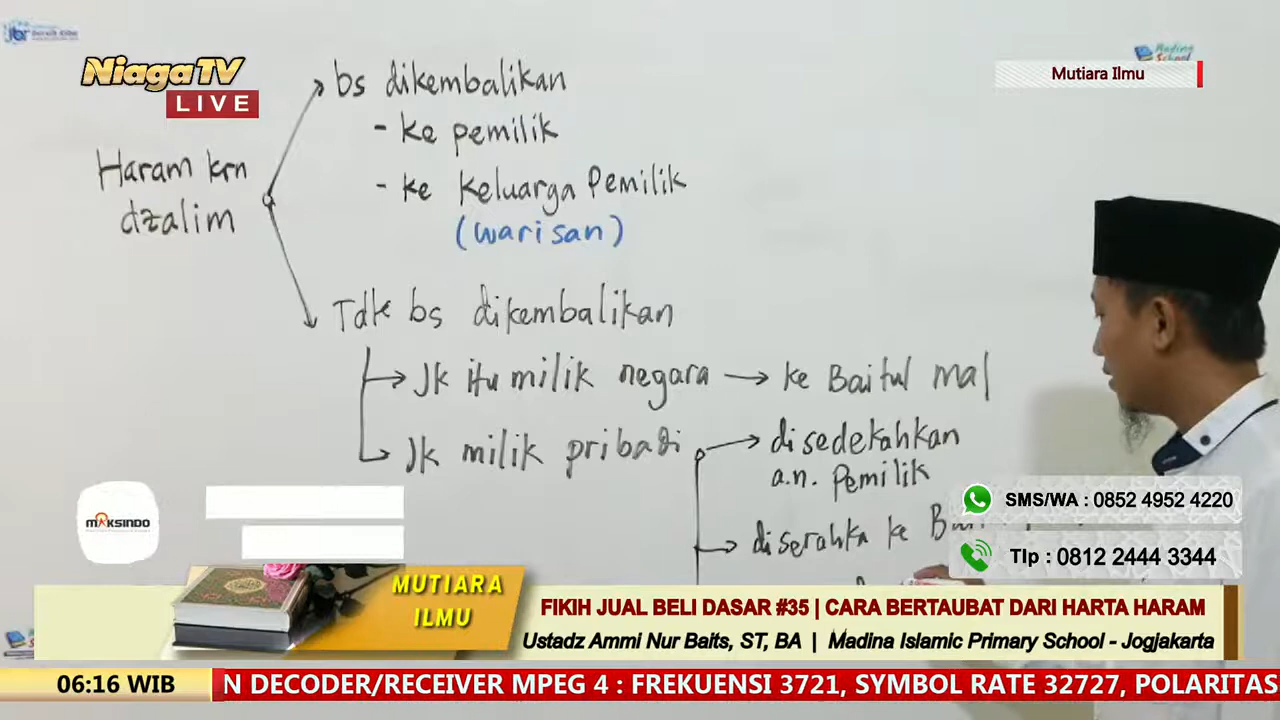 NiagaTV
LIVE
Madina
School
Mutiara Ilmu
Haram krn
dzalim
bs dikembalikan
- ke pemilik
- ke keluarga Pemilik
(warisan)
Tdk bs dikembalikan
Jk itu milik negara → ke Baitul mal
Jk milik pribadi
disedekahkan
a.n. Pemilik
diserahka ke
MAKSINDO
SMS/WA : 0852 4952 4220
Tlp : 0812 2444 3344
MUTIARA
ILMU
FIKIH JUAL BELI DASAR #35 | CARA BERTAUBAT DARI HARTA HARAM
Ustadz Ammi Nur Baits, ST, BA | Madina Islamic Primary School - Jogjakarta
06:16 WIB
N DECODER/RECEIVER MPEG 4 : FREKUENSI 3721, SYMBOL RATE 32727, POLARITAS